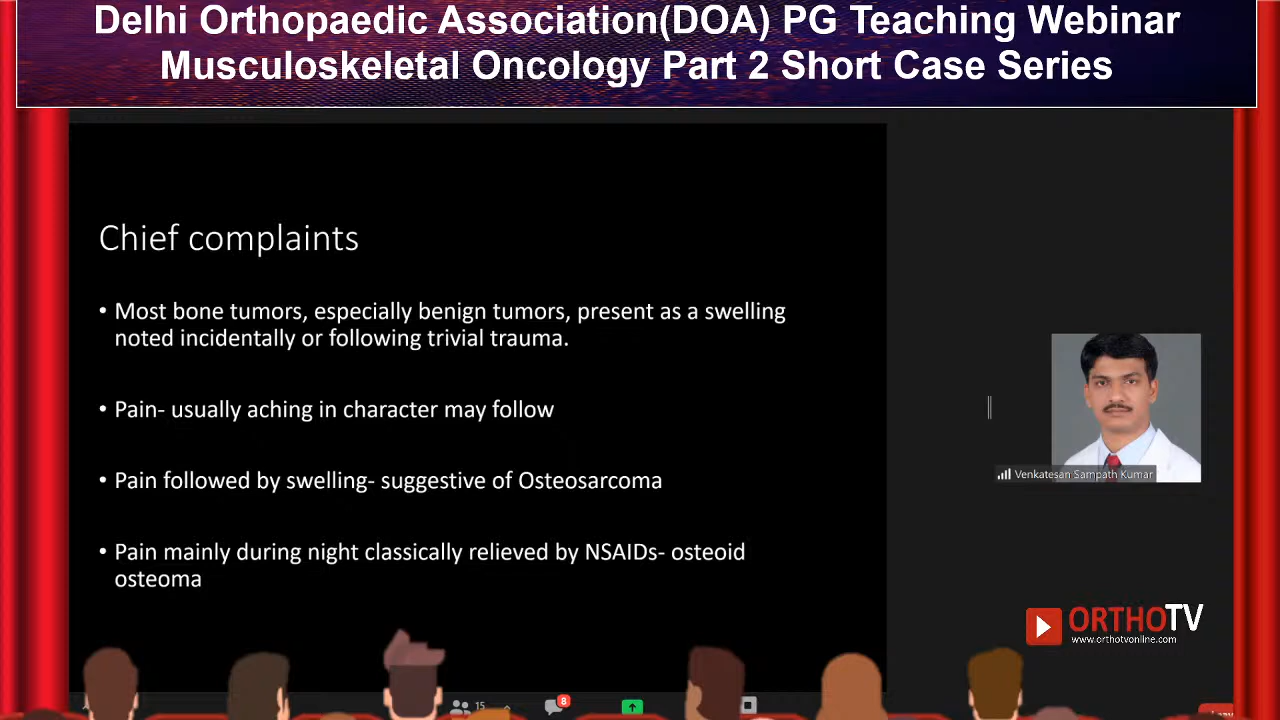 Delhi Orthopaedic Association(DOA) PG Teaching Webinar
Musculoskeletal Oncology Part 2 Short Case Series
Chief complaints
• Most bone tumors, especially benign tumors, present as a swelling
noted incidentally or following trivial trauma.
• Pain- usually aching in character may follow
• Pain followed by swelling- suggestive of Osteosarcoma
• Pain mainly during night classically relieved by NSAIDs- osteoid
osteoma
Venkatesan Sampath Kumar
ORTHOTV
www.orthotvonline.com
15
8